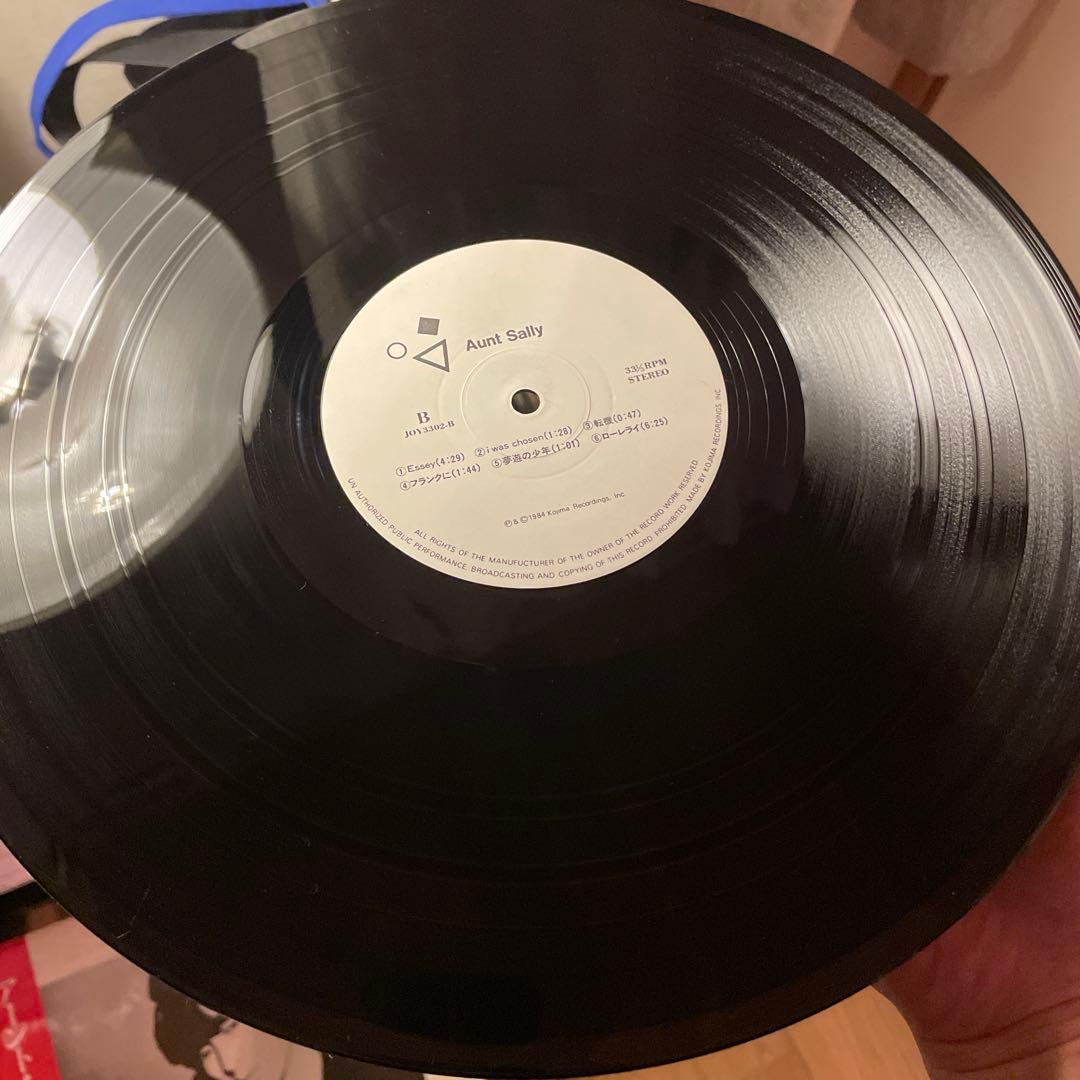 Aunt Sally
33⅓RPM
STEREO
B
JOY3302-B
①Essey(4:29) ②i was chosen(1:28) ③転機(0:47)
④フランクに(1:44) ⑤夢遊の少年(1:01) ⑥ローレライ(6:25)
Ⓟ&©1984 Kojima Recordings, Inc.
ALL RIGHTS OF THE MANUFUCTURER OF THE OWNER OF THE RECORD WORK RESERVED
UN AUTHORIZED PUBLIC PERFORMANCE, BROADCASTING AND COPYING OF THIS RECORD PROHIBITED. MADE BY KOJIMA RECORDINGS, INC.